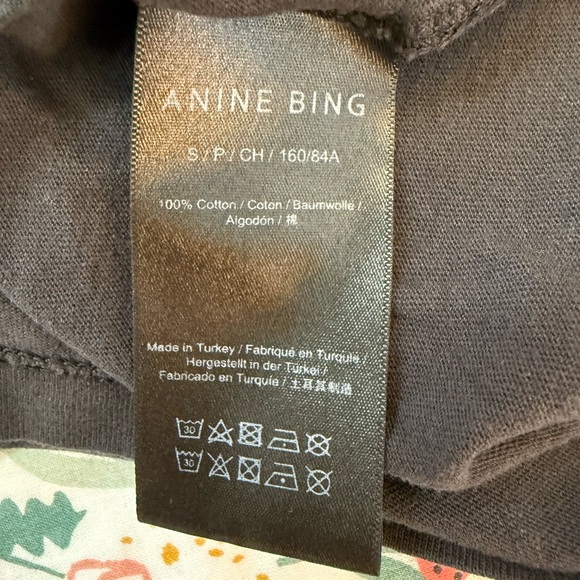 ANINE BING
S / P / CH / 160/84A
100% Cotton / Coton / Baumwolle /
Algodón / 棉
Made in Turkey / Fabriqué en Turquie
Hergestellt in der Türkei /
Fabricado en Turquie / 土耳其制造
30
30